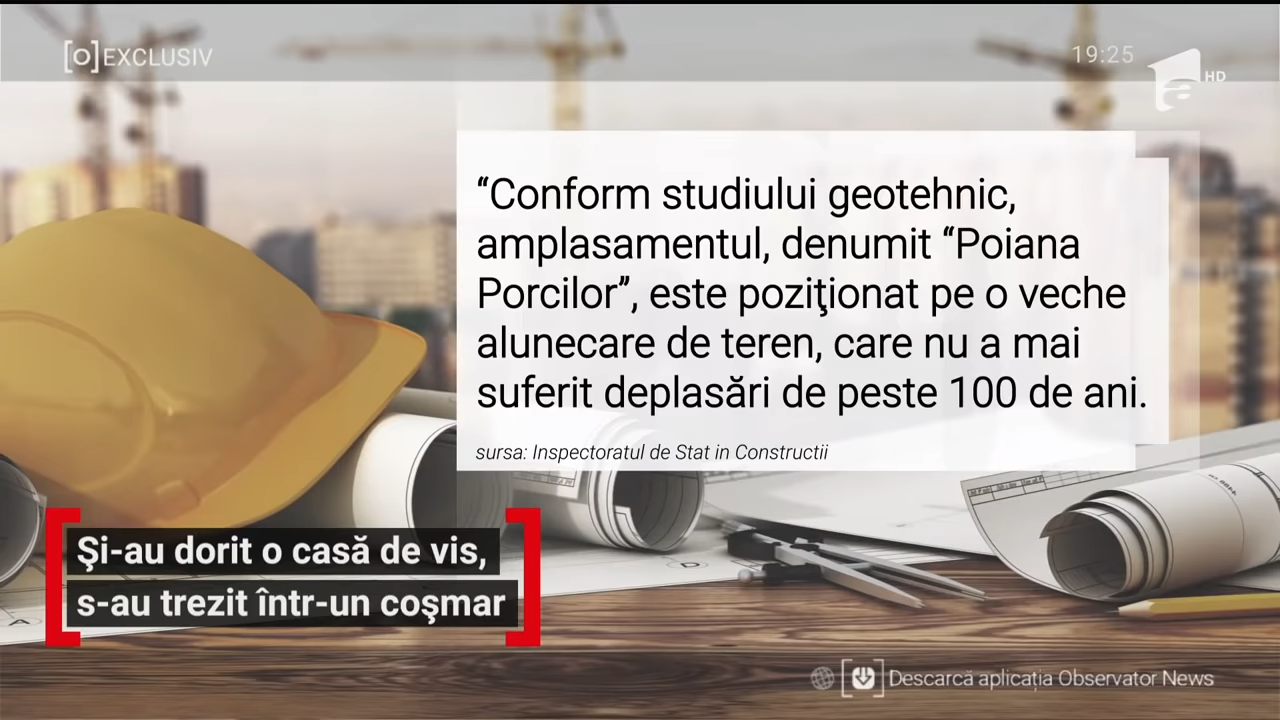 [O] EXCLUSIV
19:25
HD
“Conform studiului geotehnic,
amplasamentul, denumit “Poiana
Porcilor”, este poziţionat pe o veche
alunecare de teren, care nu a mai
suferit deplasări de peste 100 de ani.
sursa: Inspectoratul de Stat in Constructii
Şi-au dorit o casă de vis,
s-au trezit într-un coşmar
D
A
Descarcă aplicația Observator News